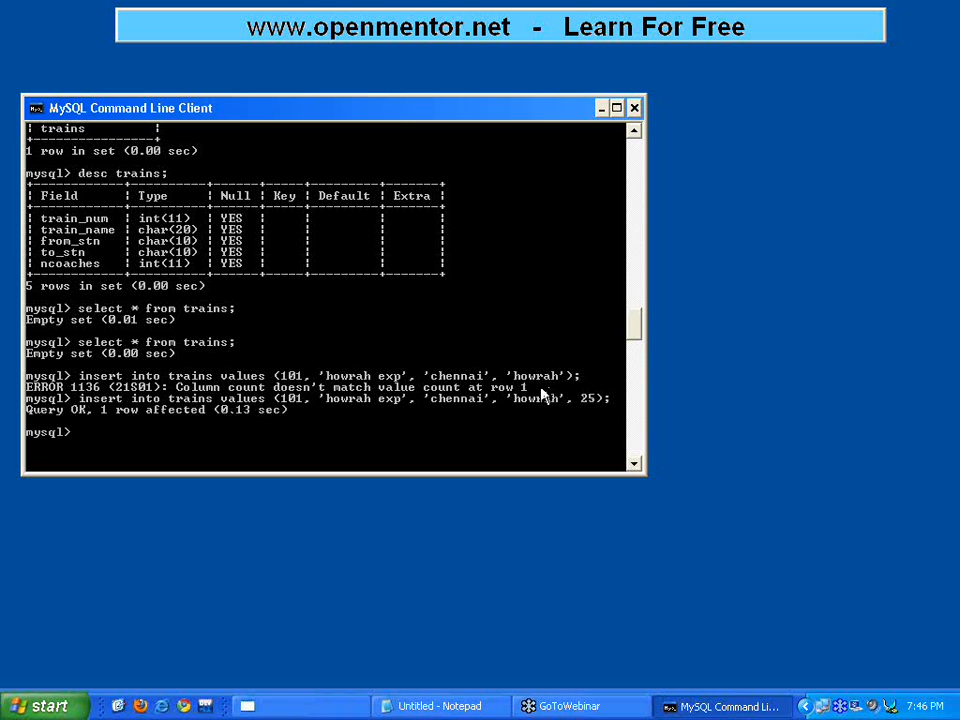 www.openmentor.net - Learn For Free
MySQL Command Line Client
| trains |
+----------------+
1 row in set (0.00 sec)
mysql> desc trains;
+------------+----------+------+-----+---------+-------+
| Field | Type | Null | Key | Default | Extra |
+------------+----------+------+-----+---------+-------+
| train_num | int(11) | YES | | | |
| train_name | char(20) | YES | | | |
| from_stn | char(10) | YES | | | |
| to_stn | char(10) | YES | | | |
| ncoaches | int(11) | YES | | | |
+------------+----------+------+-----+---------+-------+
5 rows in set (0.00 sec)
mysql> select * from trains;
Empty set (0.01 sec)
mysql> select * from trains;
Empty set (0.00 sec)
mysql> insert into trains values (101, 'howrah exp', 'chennai', 'howrah');
ERROR 1136 (21S01): Column count doesn't match value count at row 1
mysql> insert into trains values (101, 'howrah exp', 'chennai', 'howrah', 25);
Query OK, 1 row affected (0.13 sec)
mysql>
start
Untitled - Notepad
GoToWebinar
MySQL Command Li...
7:46 PM